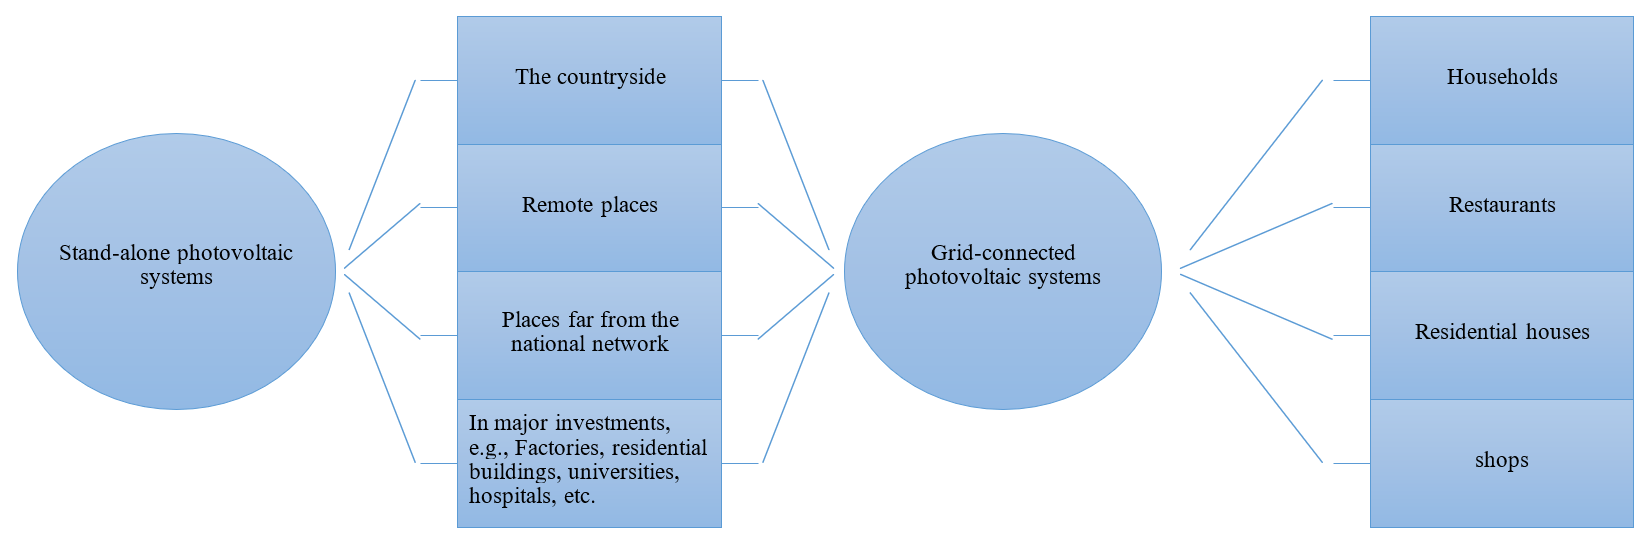 Stand-alone photovoltaic
systems
The countryside
Remote places
Places far from the
national network
In major investments,
e.g., Factories, residential
buildings, universities,
hospitals, etc.
Grid-connected
photovoltaic systems
Households
Restaurants
Residential houses
shops